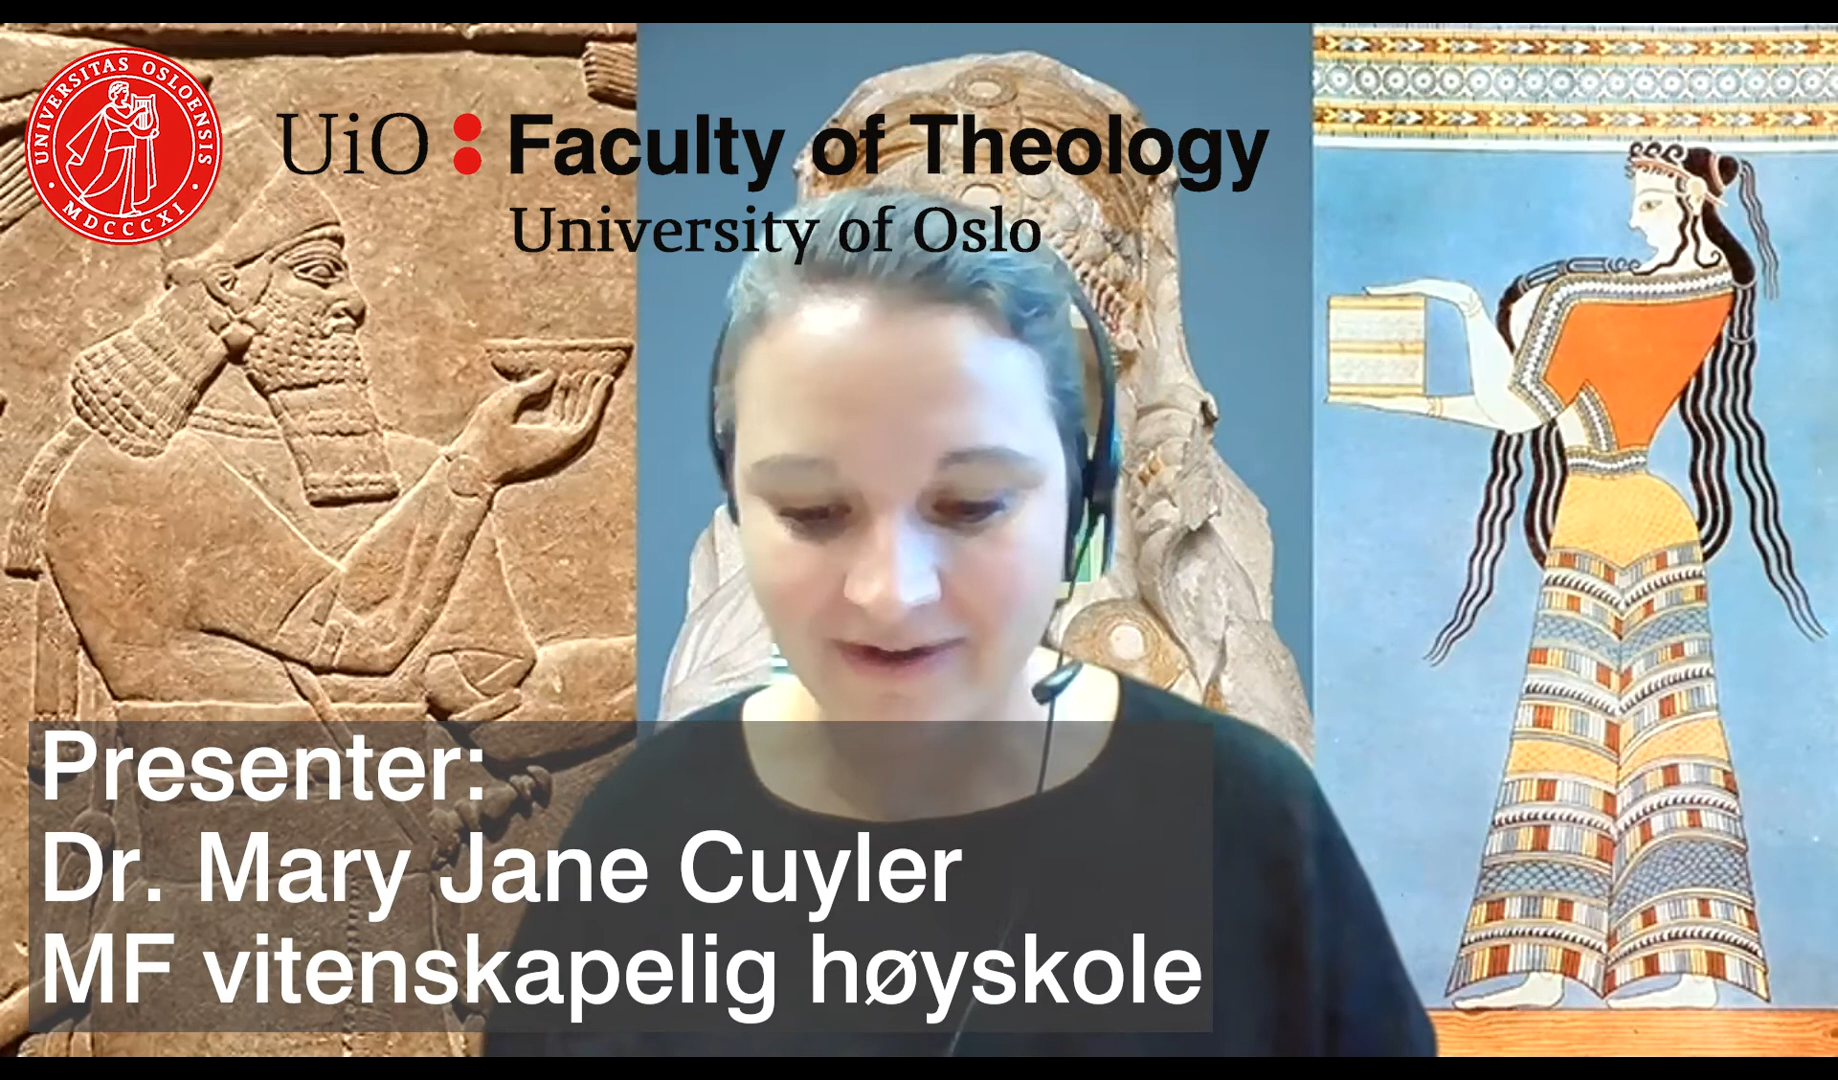 UNIVERSITAS OSLOENSIS
MDCCCXI
UiO : Faculty of Theology
University of Oslo
Presenter:
Dr. Mary Jane Cuyler
MF vitenskapelig høyskole